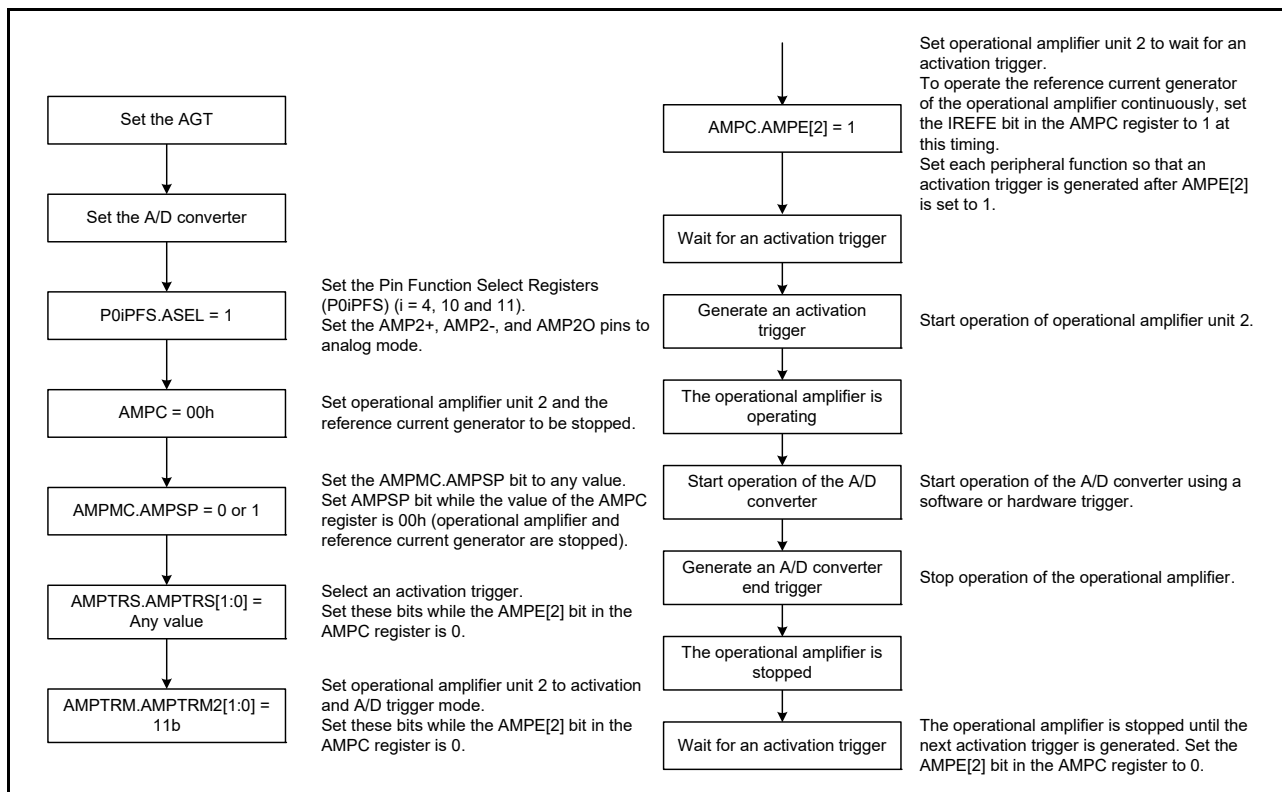 Set the AGT
Set the A/D converter
P0iPFS.ASEL = 1
Set the Pin Function Select Registers
(P0iPFS) (i = 4, 10 and 11).
Set the AMP2+, AMP2-, and AMP2O pins to
analog mode.
AMPC = 00h
Set operational amplifier unit 2 and the
reference current generator to be stopped.
AMPMC.AMPSP = 0 or 1
Set the AMPMC.AMPSP bit to any value.
Set AMPSP bit while the value of the AMPC
register is 00h (operational amplifier and
reference current generator are stopped).
AMPTRS.AMPTRS[1:0] =
Any value
Select an activation trigger.
Set these bits while the AMPE[2] bit in the
AMPC register is 0.
AMPTRM.AMPTRM2[1:0] =
11b
Set operational amplifier unit 2 to activation
and A/D trigger mode.
Set these bits while the AMPE[2] bit in the
AMPC register is 0.
AMPC.AMPE[2] = 1
Set operational amplifier unit 2 to wait for an
activation trigger.
To operate the reference current generator
of the operational amplifier continuously, set
the IREFE bit in the AMPC register to 1 at
this timing.
Set each peripheral function so that an
activation trigger is generated after AMPE[2]
is set to 1.
Wait for an activation trigger
Generate an activation
trigger
Start operation of operational amplifier unit 2.
The operational amplifier is
operating
Start operation of the A/D
converter
Start operation of the A/D converter using a
software or hardware trigger.
Generate an A/D converter
end trigger
Stop operation of the operational amplifier.
The operational amplifier is
stopped
Wait for an activation trigger
The operational amplifier is stopped until the
next activation trigger is generated. Set the
AMPE[2] bit in the AMPC register to 0.